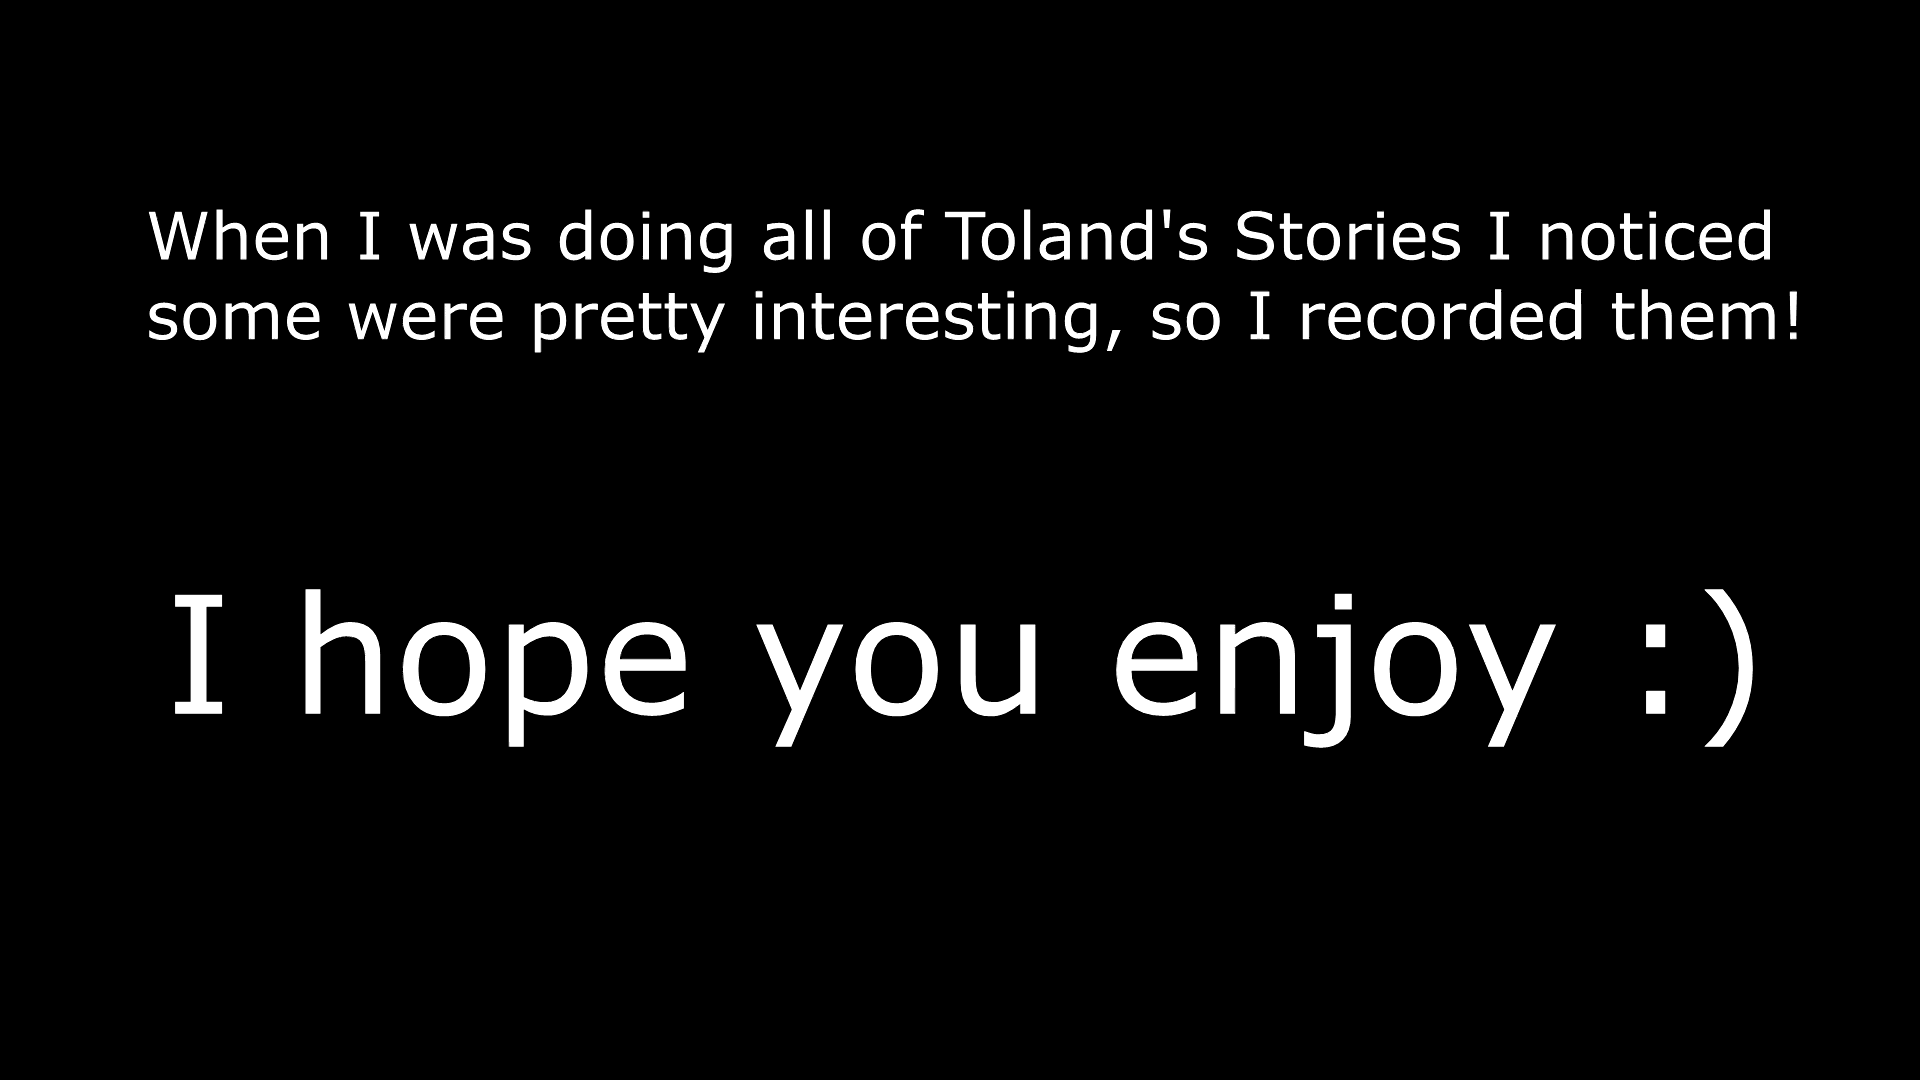 When I was doing all of Toland's Stories I noticed
some were pretty interesting, so I recorded them!
I hope you enjoy :)